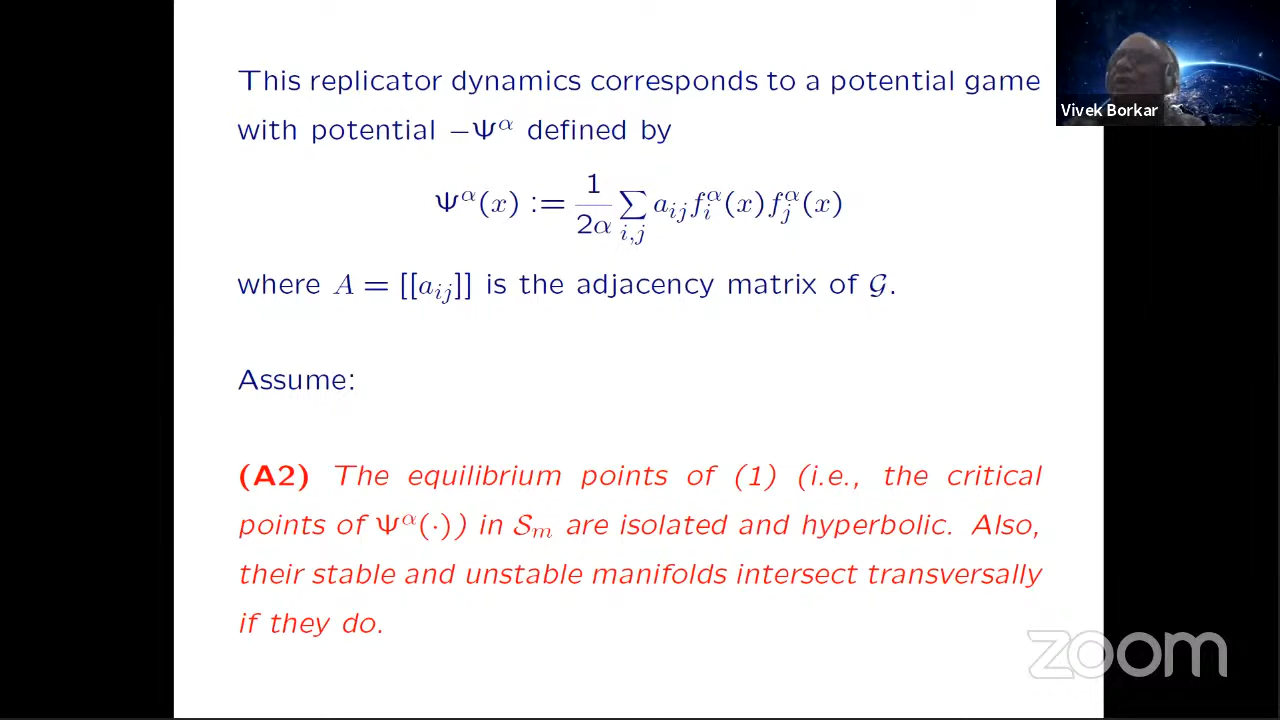 This replicator dynamics corresponds to a potential game
with potential −Ψ^α defined by
Ψ^α(x) := 1/2α ∑_{i,j} a_{ij} f_i^α(x) f_j^α(x)
where A = [[a_{ij}]] is the adjacency matrix of 𝒢.
Assume:
(A2) The equilibrium points of (1) (i.e., the critical
points of Ψ^α(·)) in 𝒮_m are isolated and hyperbolic. Also,
their stable and unstable manifolds intersect transversally
if they do.
Vivek Borkar
zoom